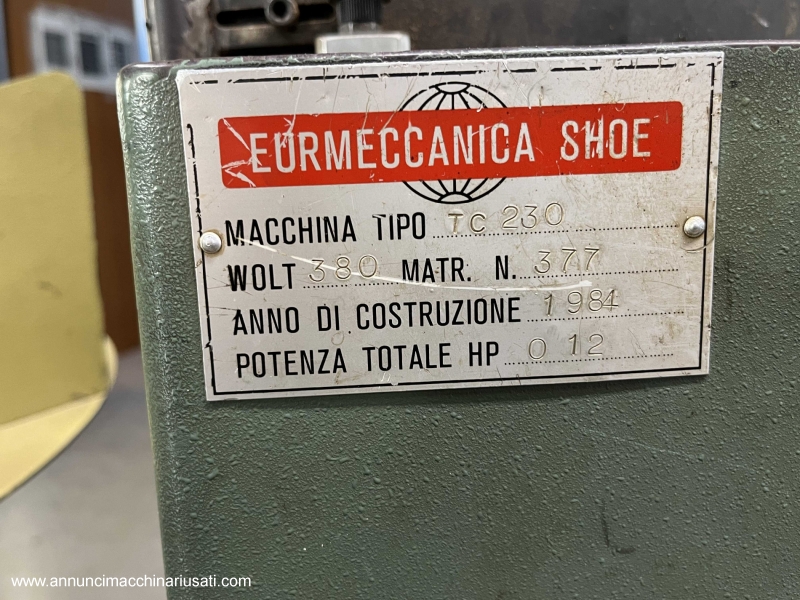 EURMECCANICA SHOE
MACCHINA TIPO TC 230
WOLT 380 MATR. N. 377
ANNO DI COSTRUZIONE 1984
POTENZA TOTALE HP 0 12
www.annuncimacchinariusati.com